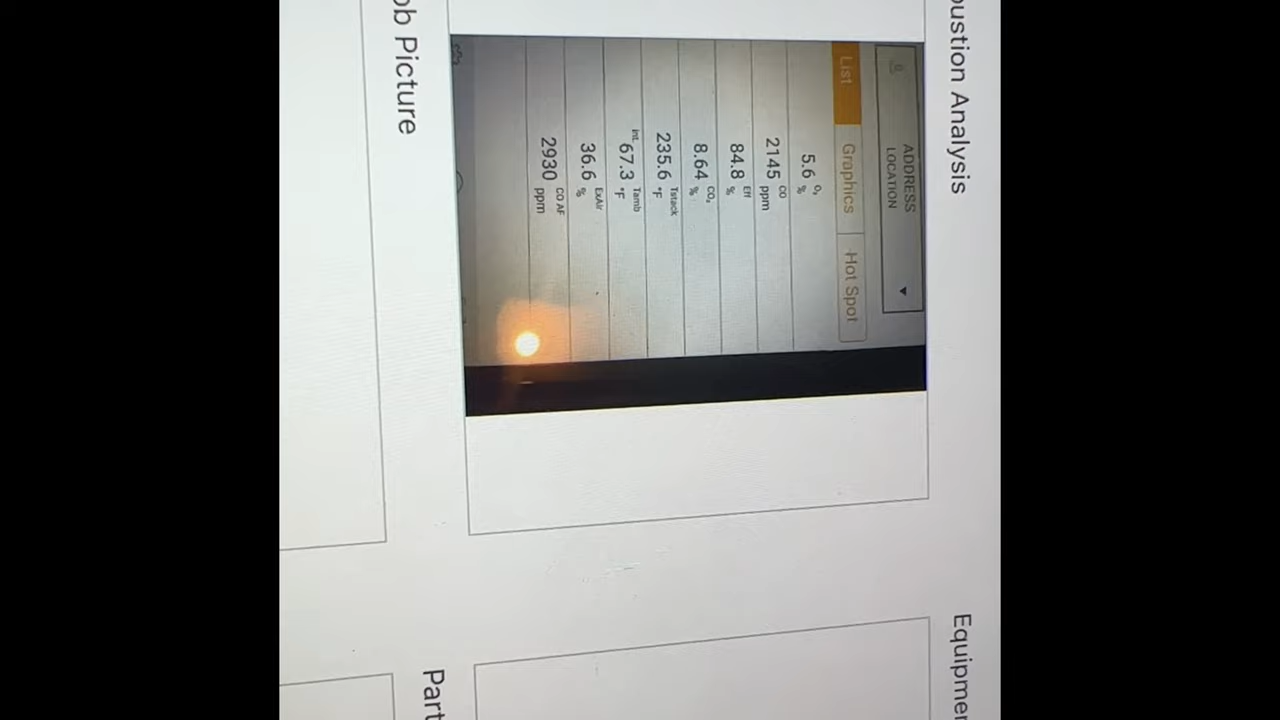 bustion Analysis
Equipmen
ADDRESS
LOCATION
List
Graphics
Hot Spot
5.6 O₂ %
2145 CO ppm
84.8 Eff %
8.64 CO₂ %
235.6 Tstack °F
Int. 67.3 Tamb °F
36.6 ExAir %
2930 CO AF ppm
ob Picture
Part